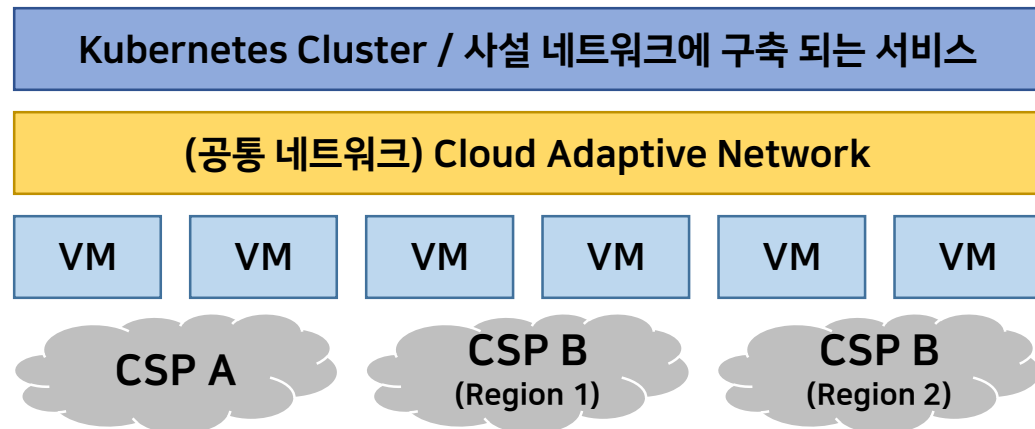 Kubernetes Cluster / 사설 네트워크에 구축 되는 서비스
(공통 네트워크) Cloud Adaptive Network
VM VM VM VM VM VM
CSP A
CSP B
(Region 1)
CSP B
(Region 2)